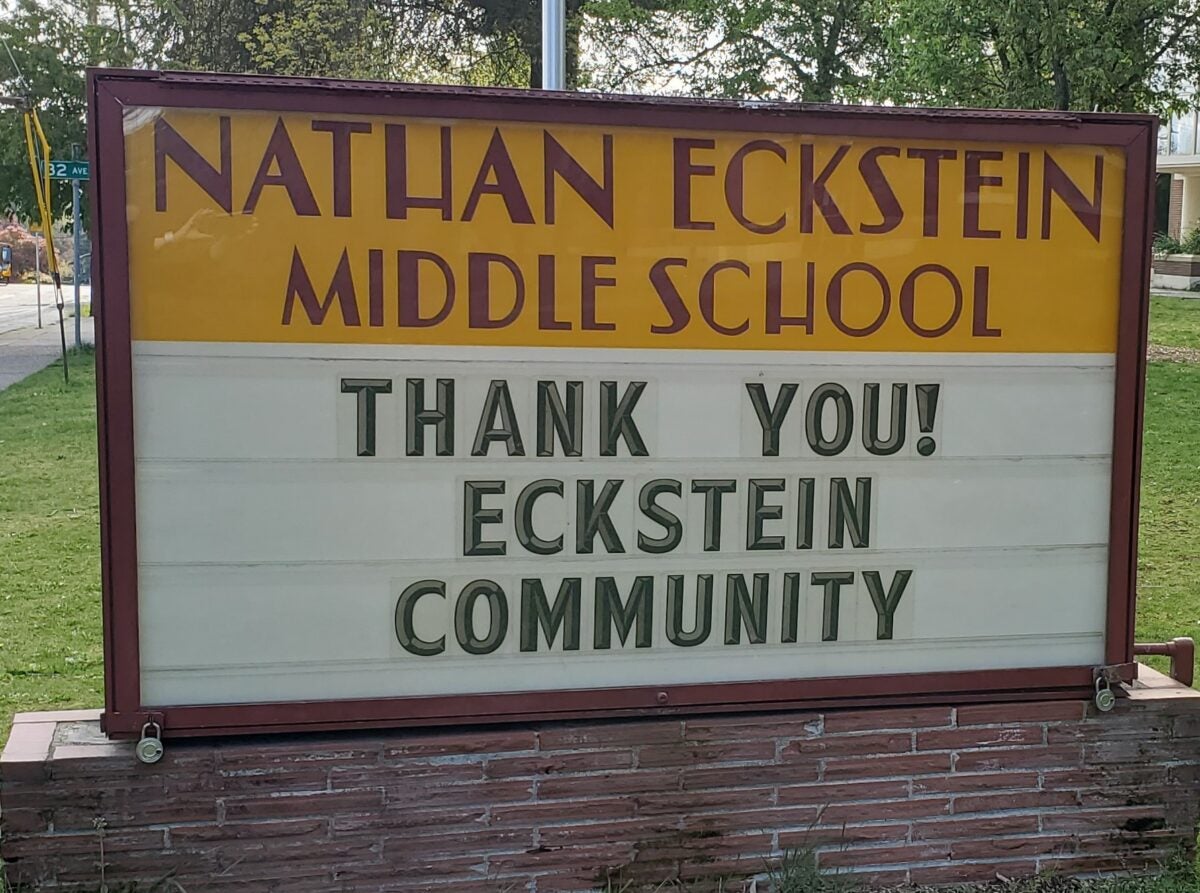 NATHAN ECKSTEIN
MIDDLE SCHOOL
THANK YOU!
ECKSTEIN
COMMUNITY
32 AVE